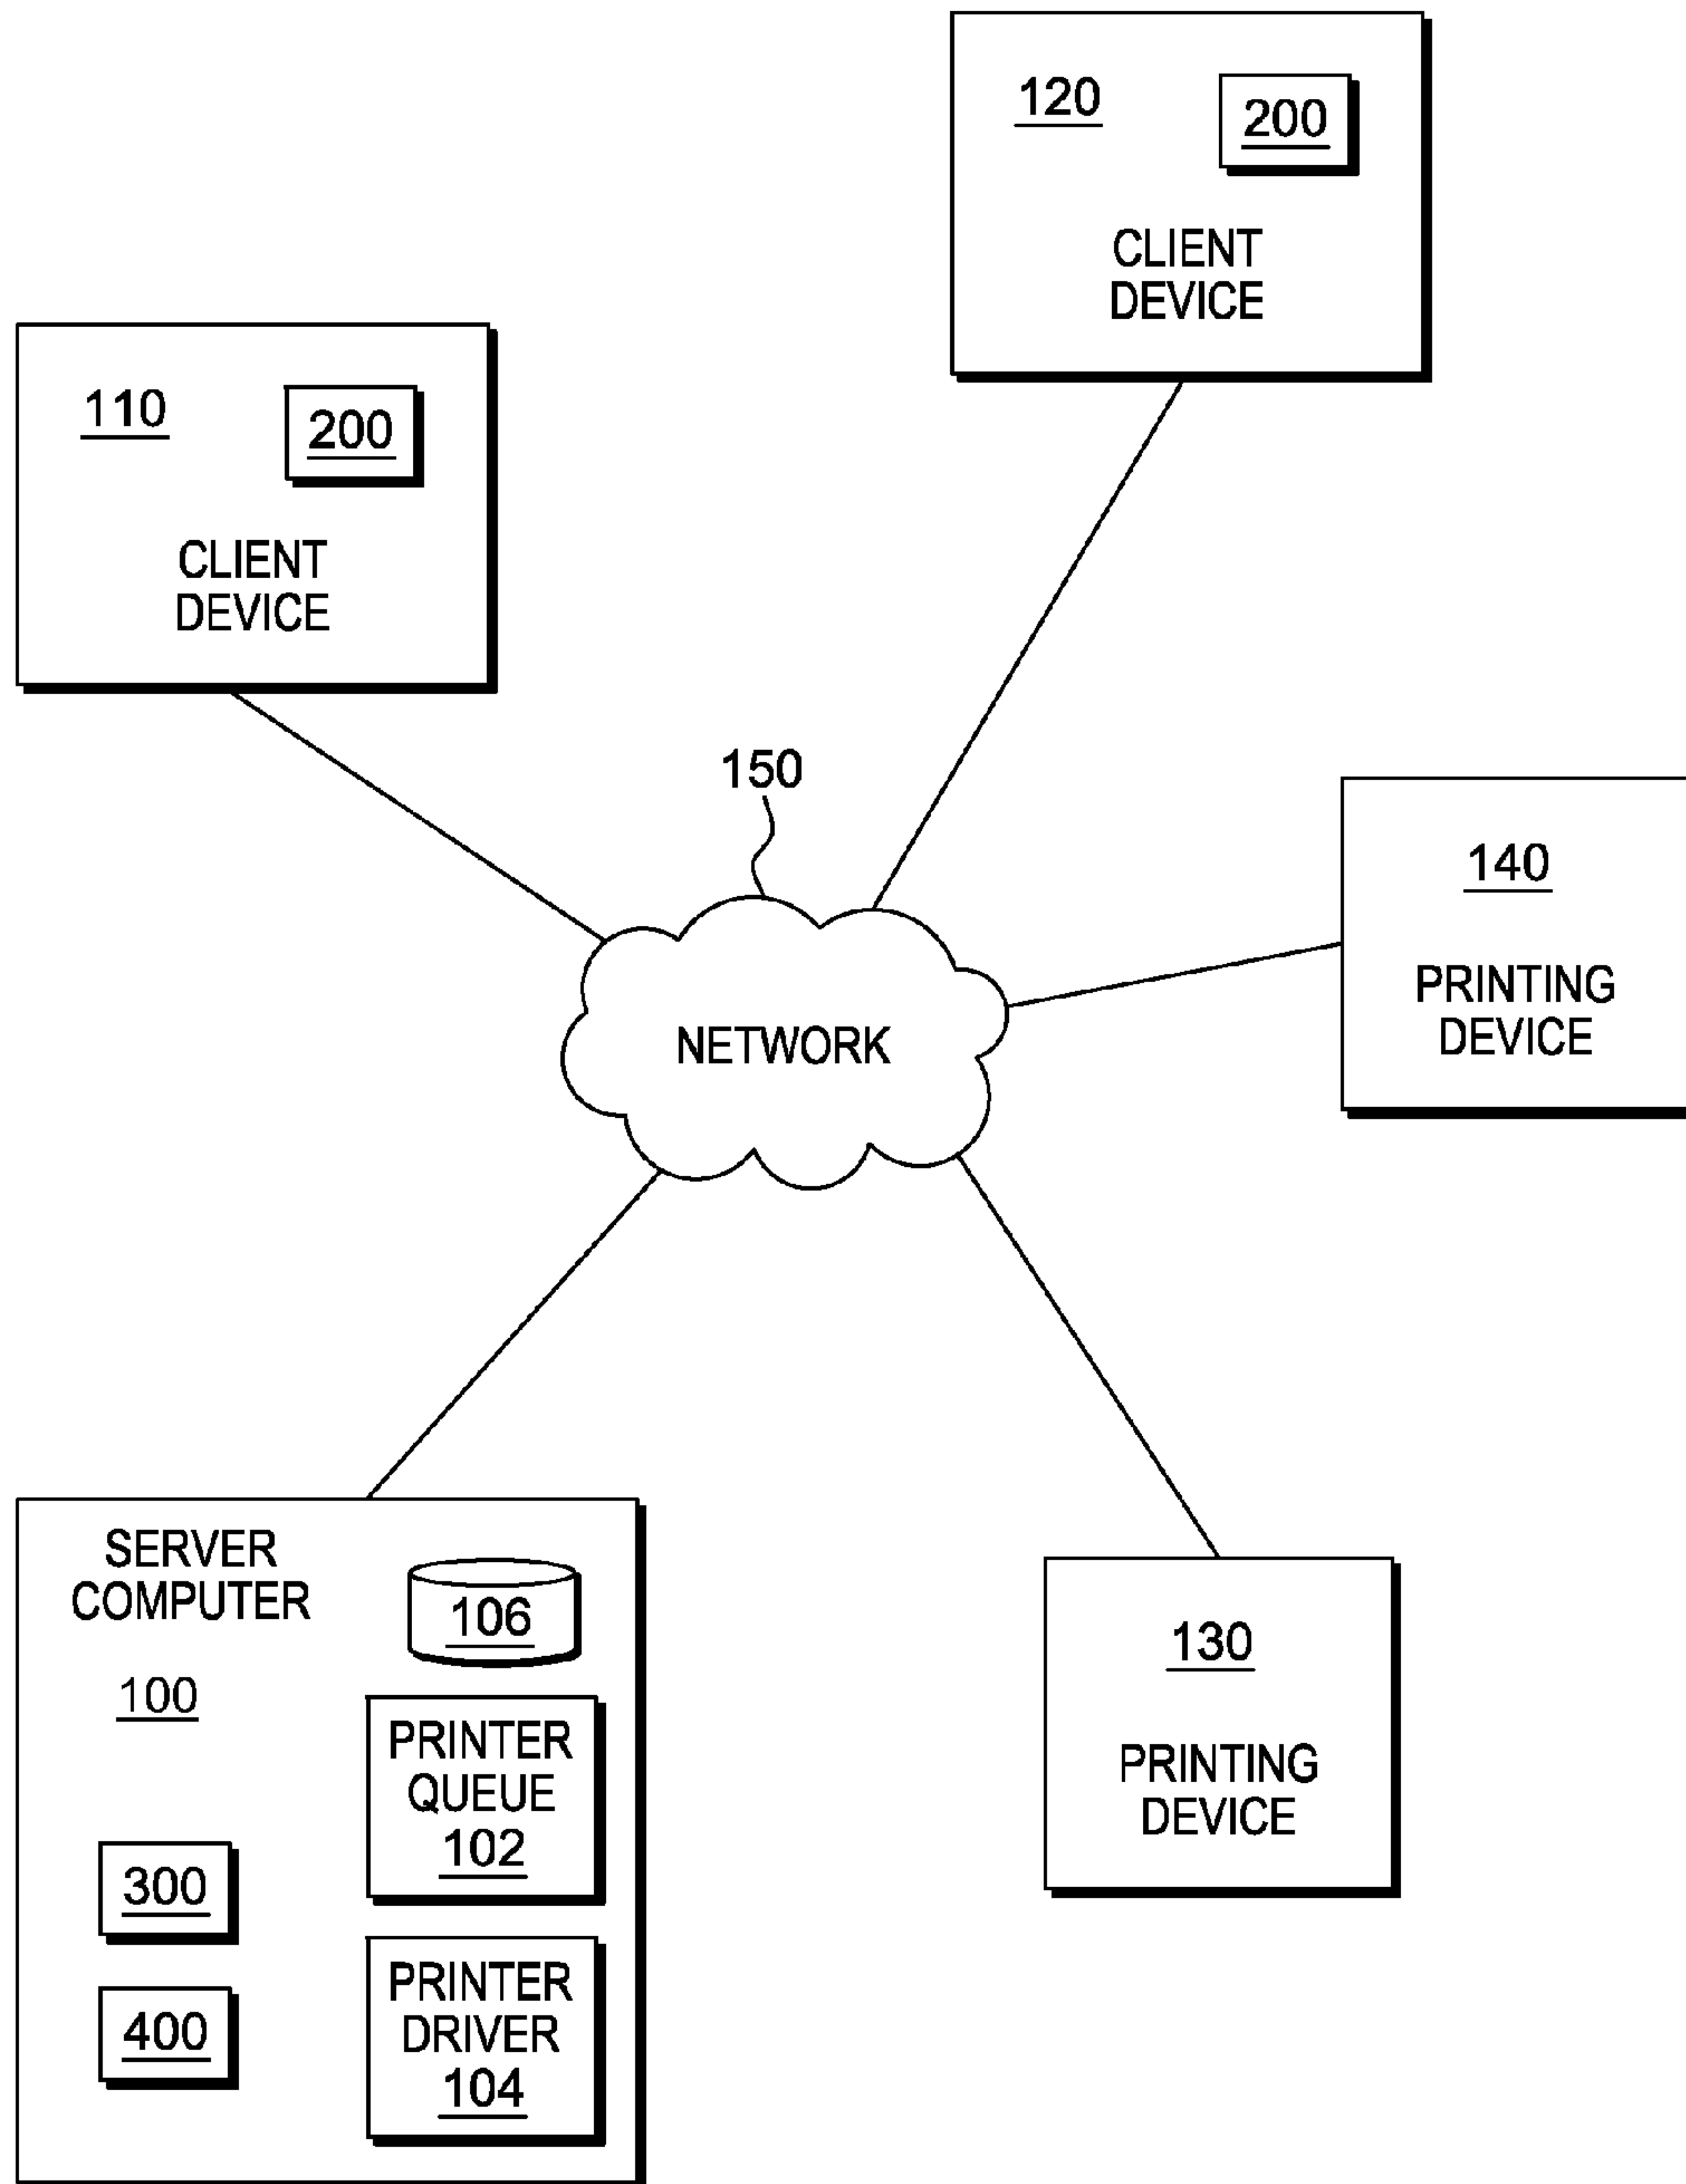 120
200
CLIENT
DEVICE
110
200
CLIENT
DEVICE
150
140
PRINTING
DEVICE
NETWORK
SERVER
COMPUTER
100
106
PRINTER
QUEUE
102
300
400
PRINTER
DRIVER
104
130
PRINTING
DEVICE